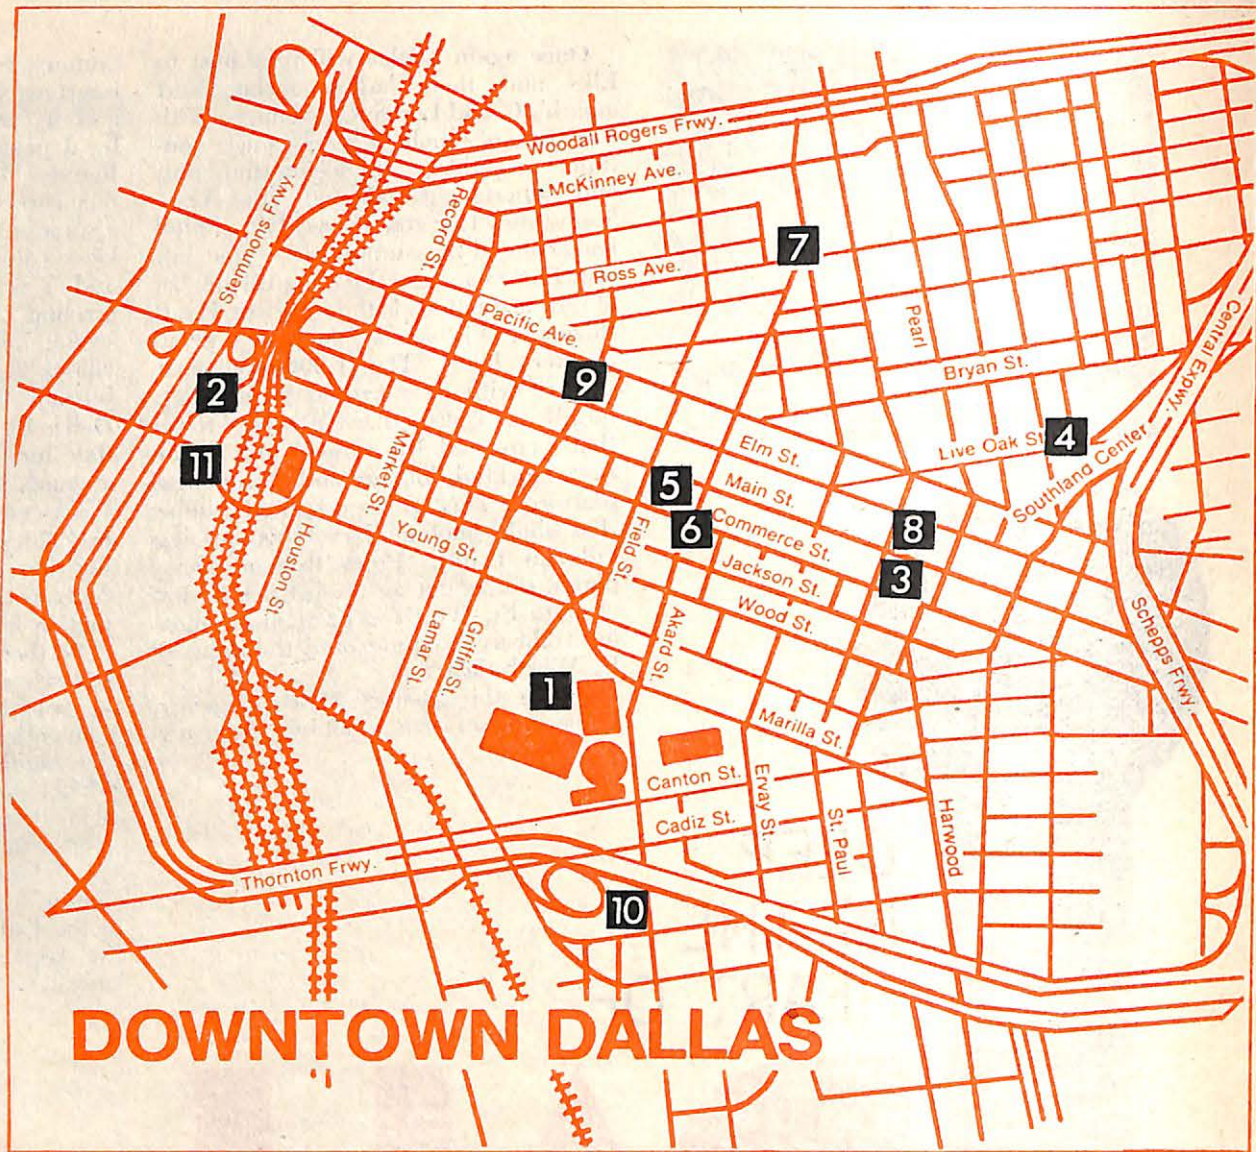 Woodall Rogers Frwy.
McKinney Ave.
Stemmons Frwy.
Record St.
7
Ross Ave.
Central Expwy.
Pacific Ave.
Pearl
Bryan St.
2
9
11
Market St.
Elm St.
Live Oak St.
4
Main St.
5
Southland Center
6
Commerce St.
8
Young St.
Houston St.
Field St.
Jackson St.
3
Wood St.
Lamar St.
Griffin St.
Akard St.
Schepps Frwy.
1
Marilla St.
Canton St.
Ervay St.
Cadiz St.
St. Paul
Harwood
Thornton Frwy.
10
DOWNTOWN DALLAS